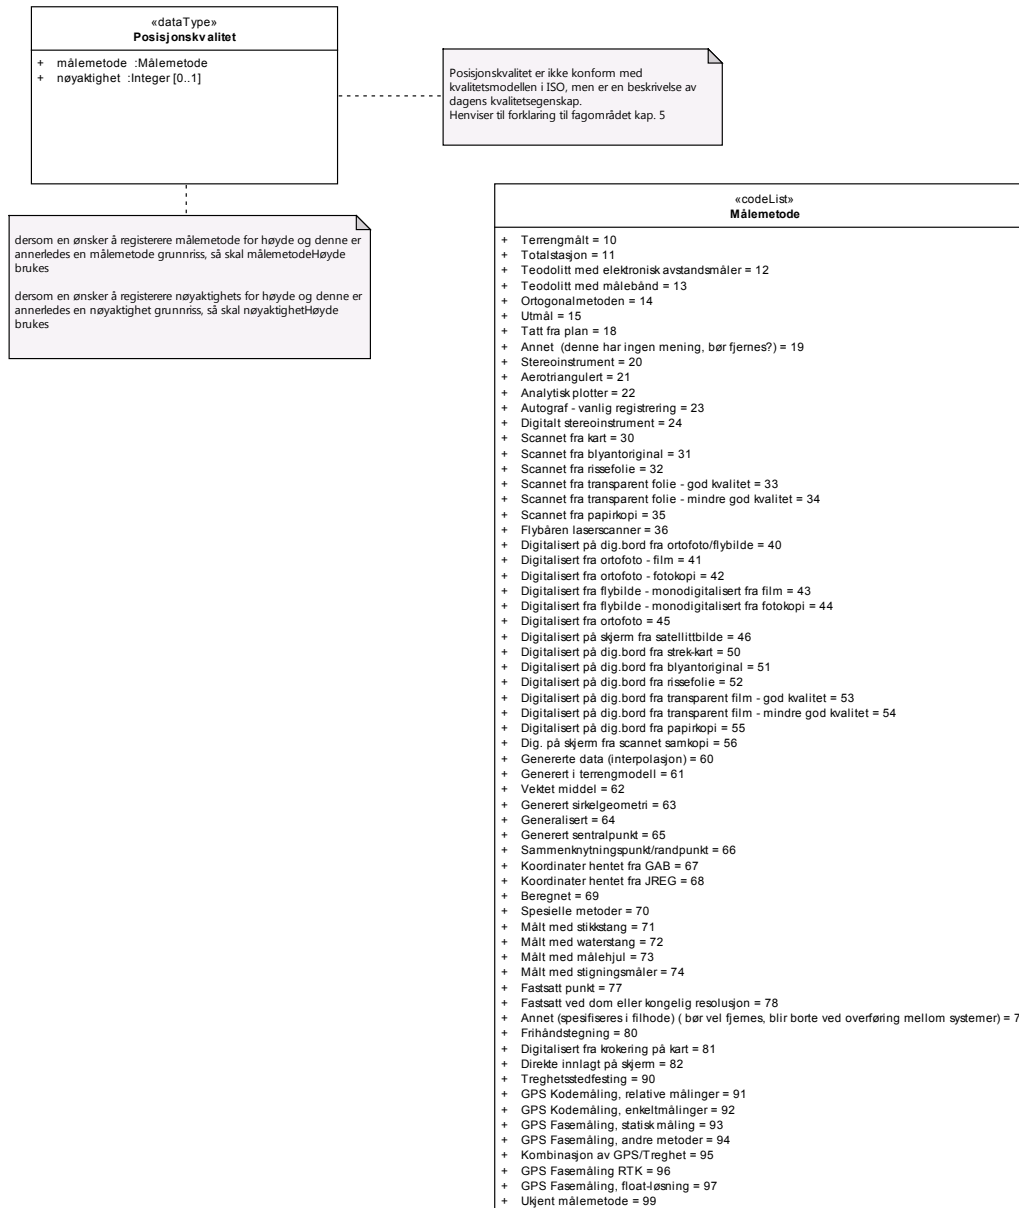 «dataType»
Posisjonskvalitet
+ målemetode :Målemetode
+ nøyaktighet :Integer [0..1]
Posisjonskvalitet er ikke konform med
kvalitetsmodellen i ISO, men er en beskrivelse av
dagens kvalitetsegenskap.
Henviser til forklaring til fagområdet kap. 5
dersom en ønsker å registerere målemetode for høyde og denne er
annerledes en målemetode grunnriss, så skal målemetodeHøyde
brukes
dersom en ønsker å registerere nøyaktighets for høyde og denne er
annerledes en nøyaktighet grunnriss, så skal nøyaktighetHøyde
brukes
«codeList»
Målemetode
+ Terrengmålt = 10
+ Totalstasjon = 11
+ Teodolitt med elektronisk avstandsmåler = 12
+ Teodolitt med målebånd = 13
+ Ortogonalmetoden = 14
+ Utmål = 15
+ Tatt fra plan = 18
+ Annet (denne har ingen mening, bør fjernes?) = 19
+ Stereoinstrument = 20
+ Aerotriangulert = 21
+ Analytisk plotter = 22
+ Autograf - vanlig registrering = 23
+ Digitalt stereoinstrument = 24
+ Scannet fra kart = 30
+ Scannet fra blyantoriginal = 31
+ Scannet fra rissefolie = 32
+ Scannet fra transparent folie - god kvalitet = 33
+ Scannet fra transparent folie - mindre god kvalitet = 34
+ Scannet fra papirkopi = 35
+ Flybåren laserscanner = 36
+ Digitalisert på dig.bord fra ortofoto/flybilde = 40
+ Digitalisert fra ortofoto - film = 41
+ Digitalisert fra ortofoto - fotokopi = 42
+ Digitalisert fra flybilde - monodigitalisert fra film = 43
+ Digitalisert fra flybilde - monodigitalisert fra fotokopi = 44
+ Digitalisert fra ortofoto = 45
+ Digitalisert på skjerm fra satellittbilde = 46
+ Digitalisert på dig.bord fra strek-kart = 50
+ Digitalisert på dig.bord fra blyantoriginal = 51
+ Digitalisert på dig.bord fra rissefolie = 52
+ Digitalisert på dig.bord fra transparent film - god kvalitet = 53
+ Digitalisert på dig.bord fra transparent film - mindre god kvalitet = 54
+ Digitalisert på dig.bord fra papirkopi = 55
+ Dig. på skjerm fra scannet samkopi = 56
+ Genererte data (interpolasjon) = 60
+ Generert i terrengmodell = 61
+ Vektet middel = 62
+ Generert sirkelgeometri = 63
+ Generalisert = 64
+ Generert sentralpunkt = 65
+ Sammenknytningspunkt/randpunkt = 66
+ Koordinater hentet fra GAB = 67
+ Koordinater hentet fra JREG = 68
+ Beregnet = 69
+ Spesielle metoder = 70
+ Målt med stikkstang = 71
+ Målt med waterstang = 72
+ Målt med målehjul = 73
+ Målt med stigningsmåler = 74
+ Fastsatt punkt = 77
+ Fastsatt ved dom eller kongelig resolusjon = 78
+ Annet (spesifiseres i filhode) ( bør vel fjernes, blir borte ved overføring mellom systemer) = 7
+ Frihåndstegning = 80
+ Digitalisert fra krokering på kart = 81
+ Direkte innlagt på skjerm = 82
+ Treghetsstedfesting = 90
+ GPS Kodemåling, relative målinger = 91
+ GPS Kodemåling, enkeltmålinger = 92
+ GPS Fasemåling, statisk måling = 93
+ GPS Fasemåling, andre metoder = 94
+ Kombinasjon av GPS/Treghet = 95
+ GPS Fasemåling RTK = 96
+ GPS Fasemåling, float-løsning = 97
+ Ukjent målemetode = 99